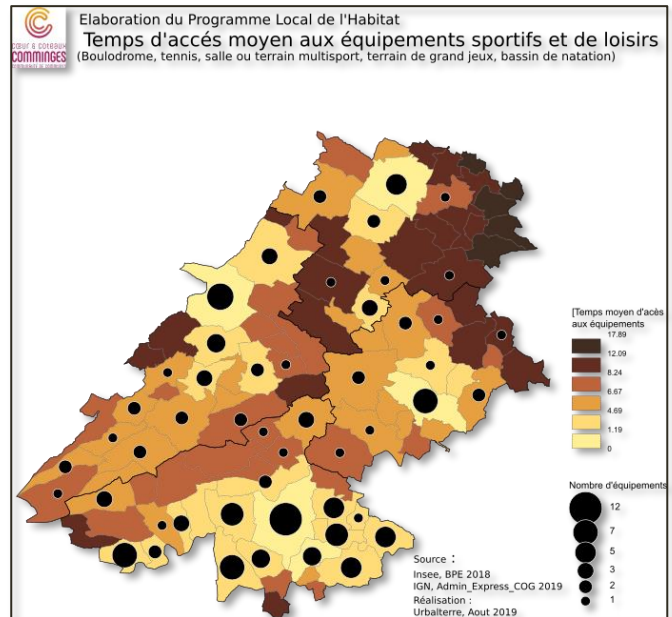 Elaboration du Programme Local de l'Habitat
Temps d'accés moyen aux équipements sportifs et de loisirs
(Boulodrome, tennis, salle ou terrain multisport, terrain de grand jeux, bassin de natation)
CŒUR & COTEAUX
COMMINGES
[Temps moyen d'accès
aux équipements
17.89
12.09
8.24
6.67
4.69
1.19
0
Nombre d'équipements
12
7
5
3
2
1
Source :
Insee, BPE 2018
IGN, Admin_Express_COG 2019
Réalisation :
Urbalterre, Aout 2019